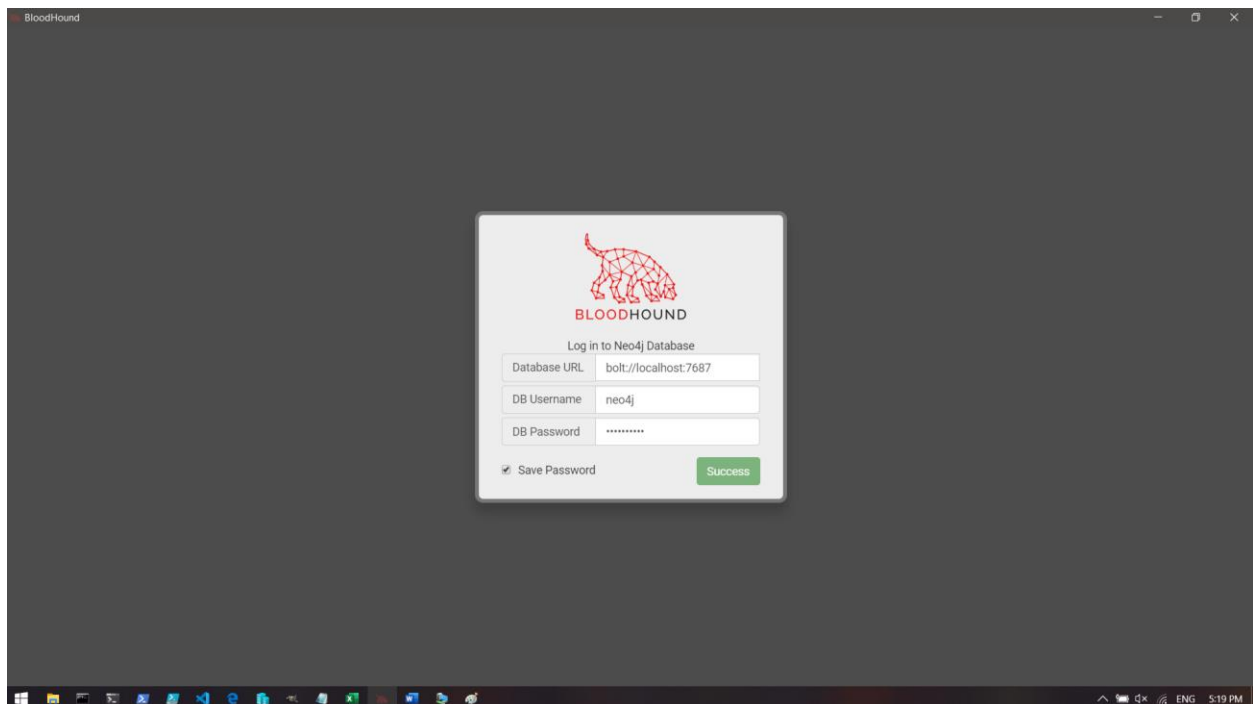 BloodHound
BLOODHOUND
Log in to Neo4j Database
Database URL bolt://localhost:7687
DB Username neo4j
DB Password ••••••••••
Save Password Success
ENG 5:19 PM